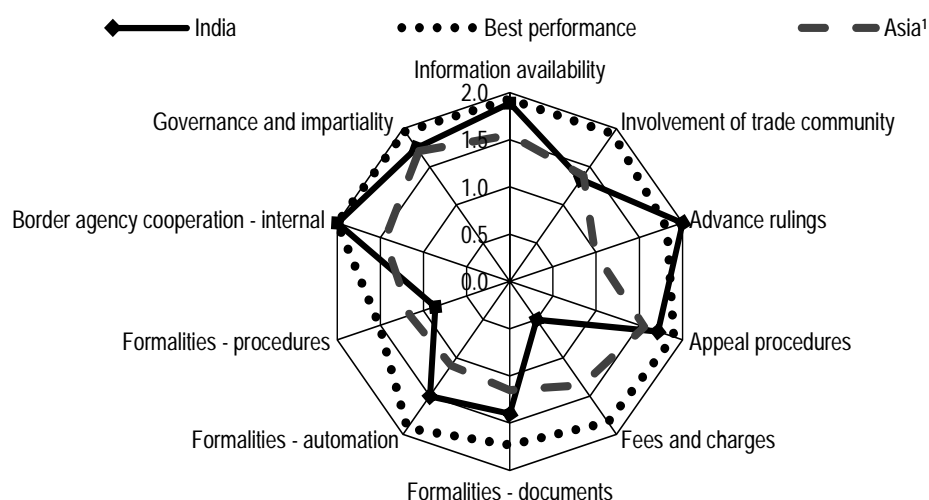 India
Best performance
Asia¹
Information availability
2.0
Governance and impartiality
Involvement of trade community
1.5
1.0
Border agency cooperation - internal
Advance rulings
0.5
0.0
Formalities - procedures
Appeal procedures
Formalities - automation
Fees and charges
Formalities - documents